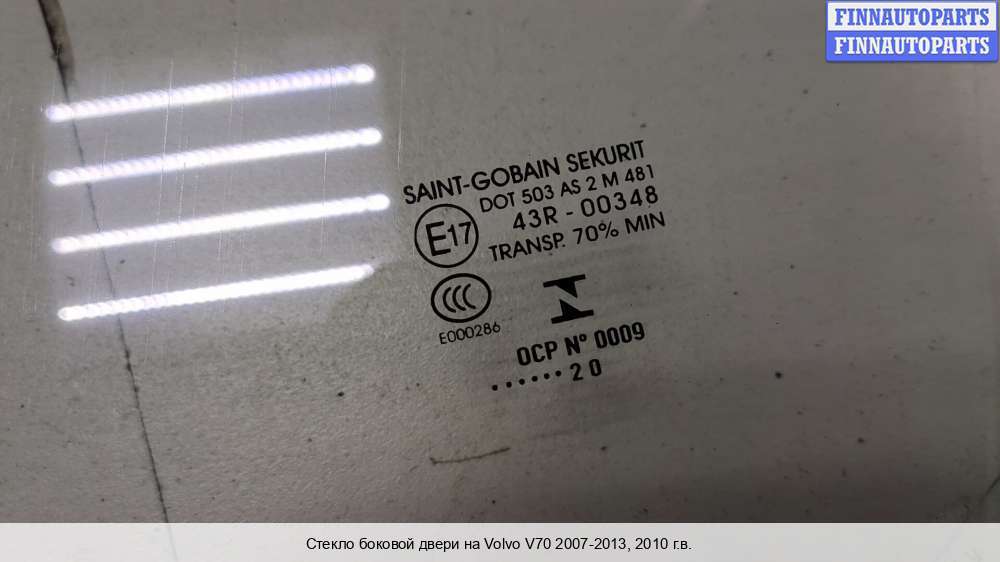 FINNAUTOPARTS
FINNAUTOPARTS
SAINT-GOBAIN SEKURIT
DOT 503 AS 2 M 481
43R - 00348
E17
TRANSP. 70% MIN
CCC
E000286
OCP N° 0009
...... 2 0
Стекло боковой двери на Volvo V70 2007-2013, 2010 г.в.